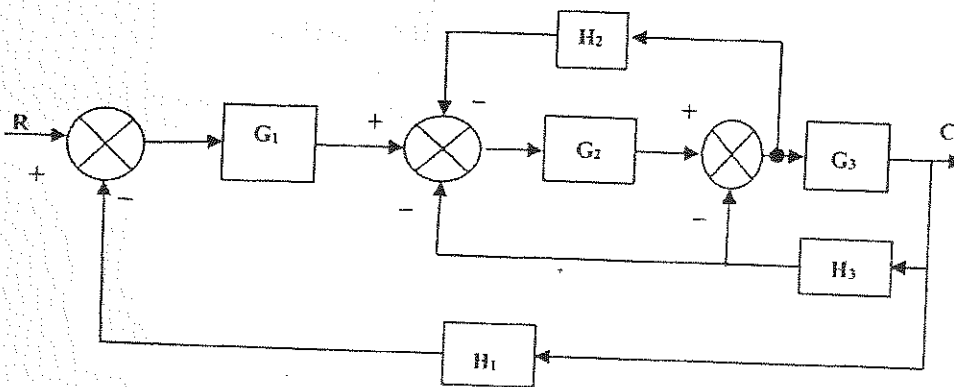 H₂
R
G₁
+
−
G₂
+
G₃
C
+
−
−
−
H₃
H₁